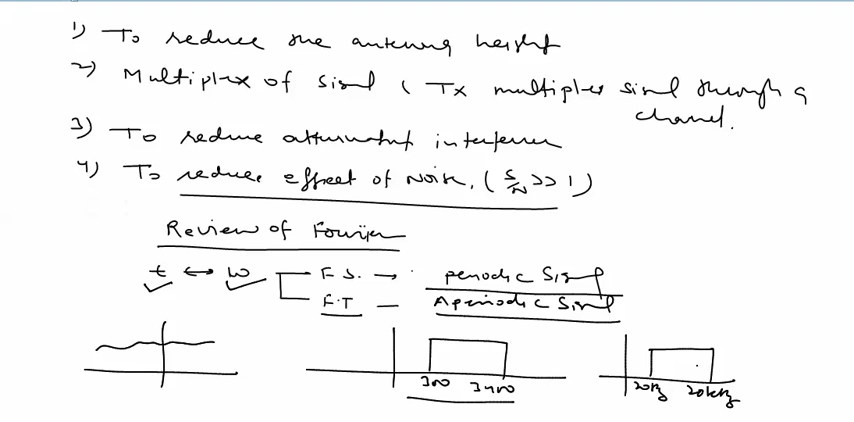 1) To reduce the antenna height
2) Multiplex of signal ( Tx multiples signal through a
channel.
3) To reduce attenuation interference
4) To reduce effect of Noise. ( S/N >> 1 )
Review of Fourier
t ↔ ω F.S. → periodic signal
F.T — Aperiodic signal
300 3400 20Hz 20kHz